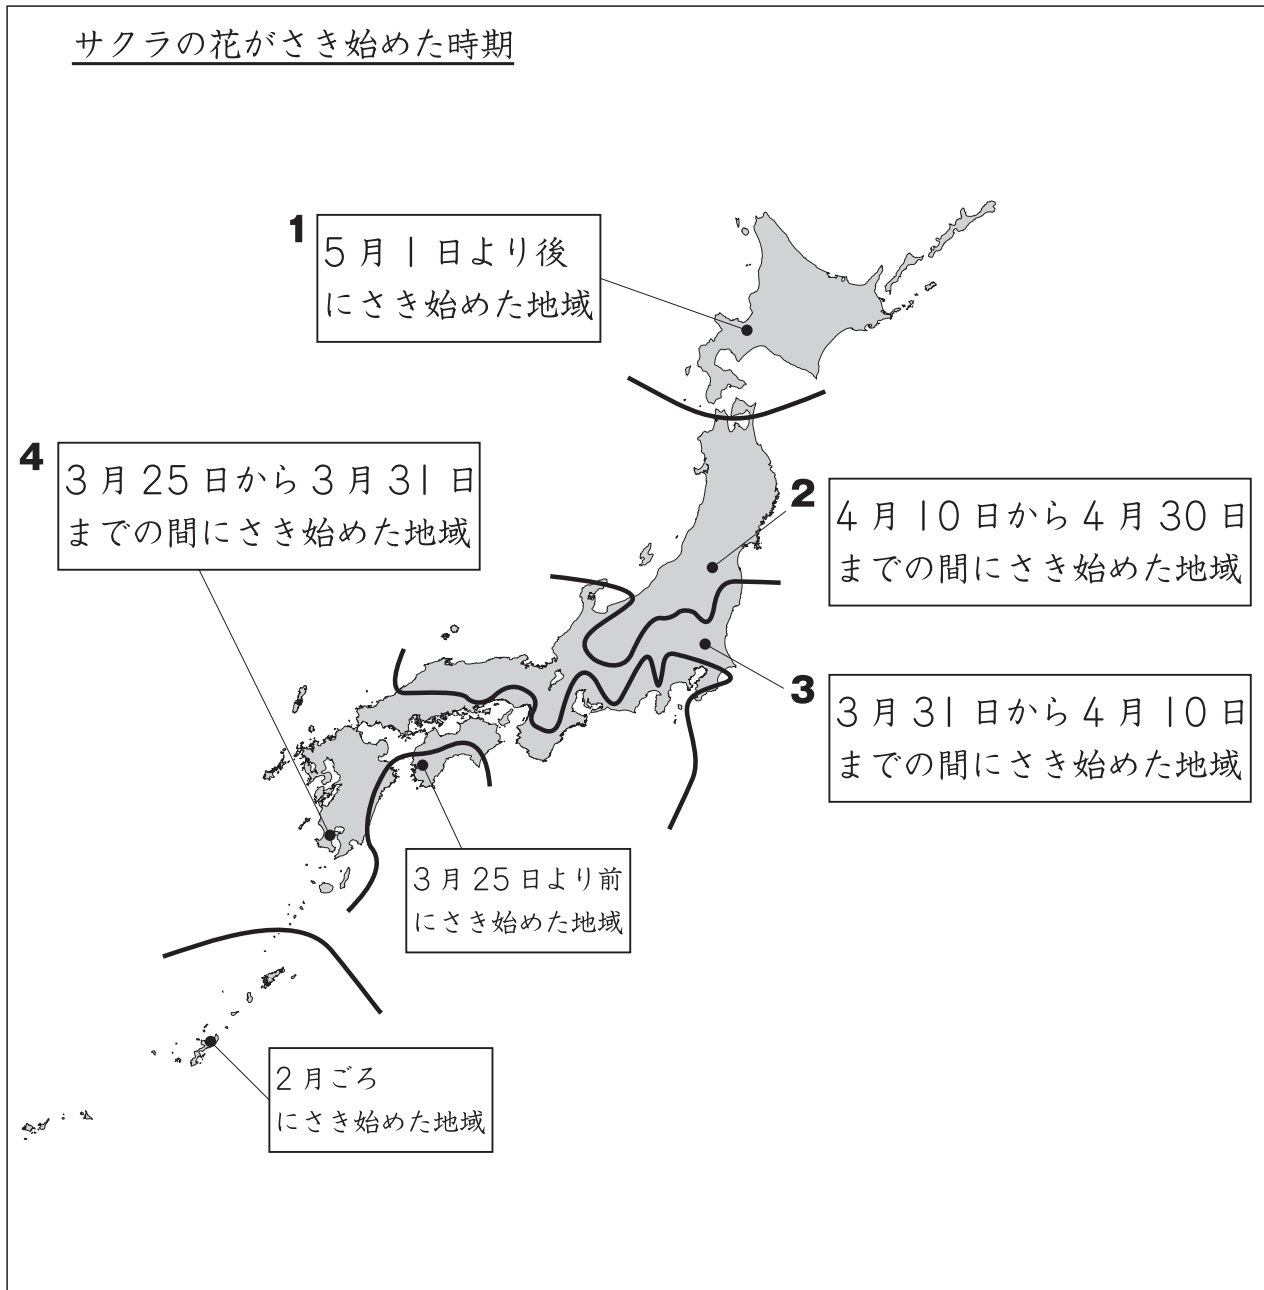 サクラの花がさき始めた時期
1
5月1日より後
にさき始めた地域
4
3月25日から3月31日
までの間にさき始めた地域
2
4月10日から4月30日
までの間にさき始めた地域
3
3月31日から4月10日
までの間にさき始めた地域
3月25日より前
にさき始めた地域
2月ごろ
にさき始めた地域